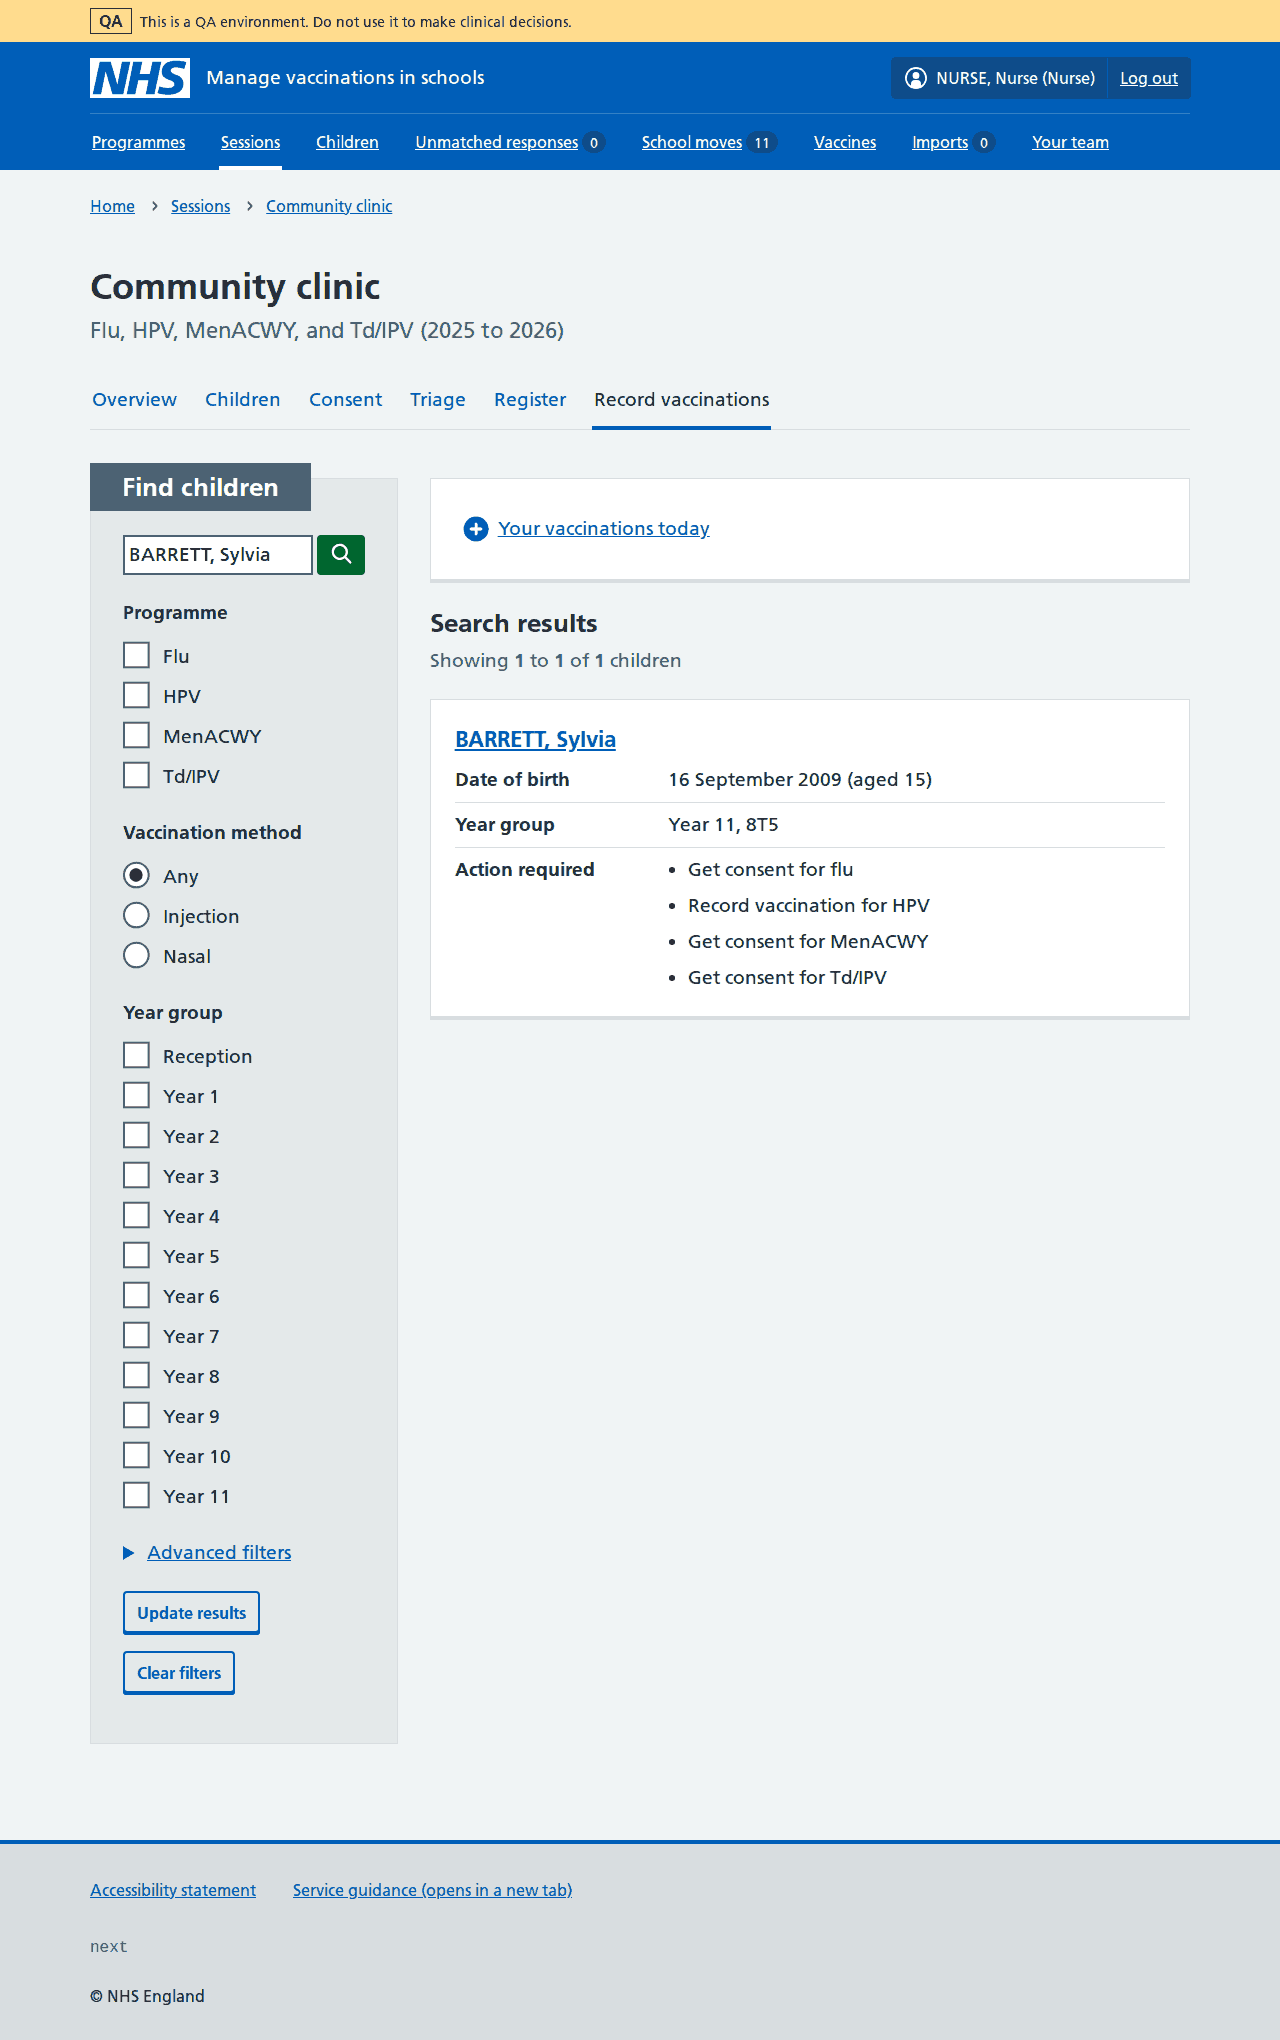 QA This is a QA environment. Do not use it to make clinical decisions.
NHS Manage vaccinations in schools NURSE, Nurse (Nurse) Log out
Programmes Sessions Children Unmatched responses 0 School moves 11 Vaccines Imports 0 Your team
Home Sessions Community clinic
Community clinic
Flu, HPV, MenACWY, and Td/IPV (2025 to 2026)
Overview Children Consent Triage Register Record vaccinations
Find children
BARRETT, Sylvia
Programme
Flu
HPV
MenACWY
Td/IPV
Vaccination method
Any
Injection
Nasal
Year group
Reception
Year 1
Year 2
Year 3
Year 4
Year 5
Year 6
Year 7
Year 8
Year 9
Year 10
Year 11
Advanced filters
Update results
Clear filters
Your vaccinations today
Search results
Showing 1 to 1 of 1 children
BARRETT, Sylvia
Date of birth 16 September 2009 (aged 15)
Year group Year 11, 8T5
Action required • Get consent for flu
• Record vaccination for HPV
• Get consent for MenACWY
• Get consent for Td/IPV
Accessibility statement Service guidance (opens in a new tab)
next
© NHS England